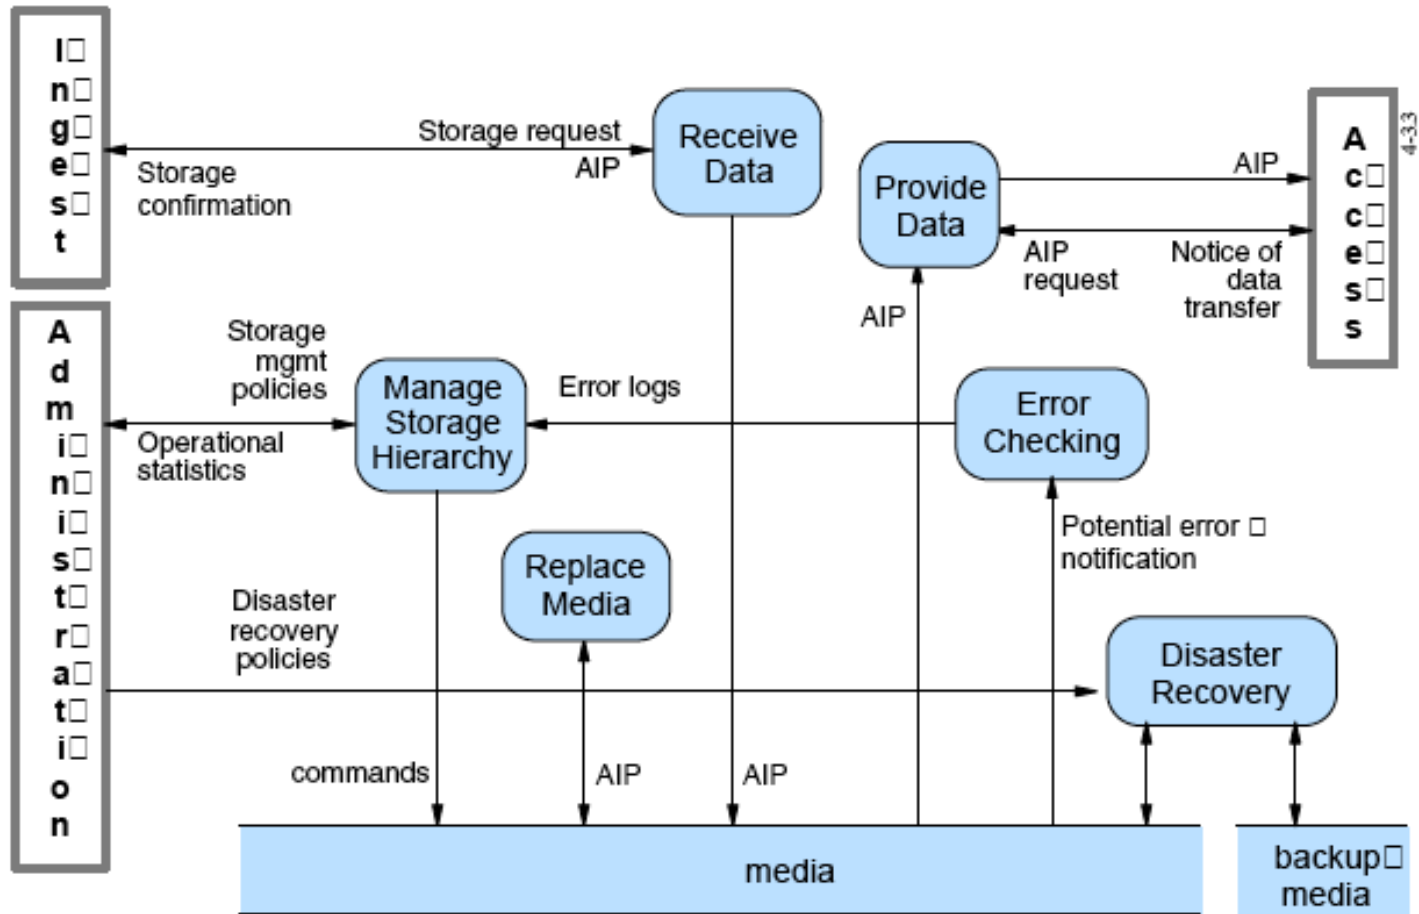 Ingest
Storage request
AIP
Storage
confirmation
Receive
Data
Provide
Data
AIP
AIP
request
Notice of
data
transfer
Access
4-33
Administration
Storage
mgmt
policies
Operational
statistics
Manage
Storage
Hierarchy
Error logs
AIP
Error
Checking
Potential error □
notification
Replace
Media
Disaster
recovery
policies
Disaster
Recovery
commands
AIP
AIP
media
backup□
media